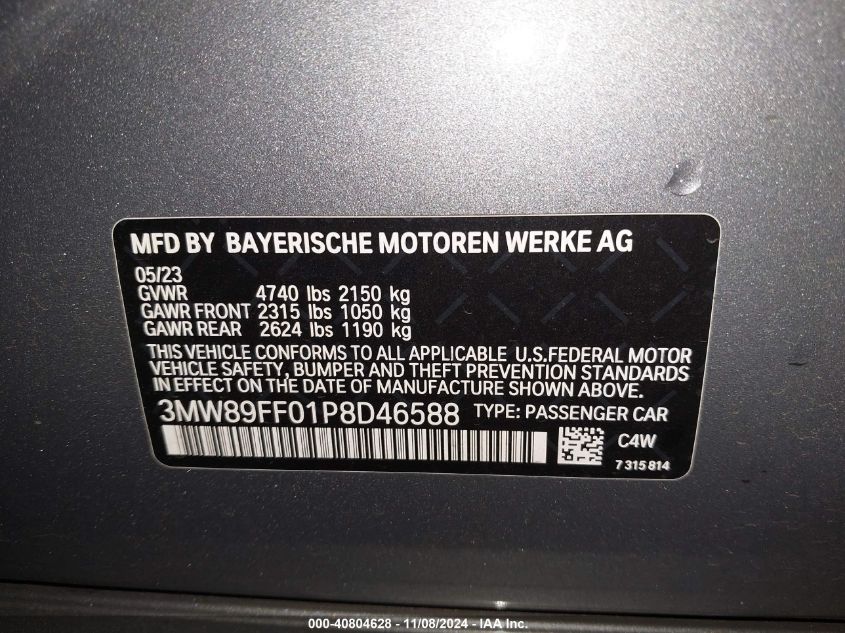 MFD BY BAYERISCHE MOTOREN WERKE AG
05/23
GVWR 4740 lbs 2150 kg
GAWR FRONT 2315 lbs 1050 kg
GAWR REAR 2624 lbs 1190 kg
THIS VEHICLE CONFORMS TO ALL APPLICABLE U.S.FEDERAL MOTOR
VEHICLE SAFETY, BUMPER AND THEFT PREVENTION STANDARDS
IN EFFECT ON THE DATE OF MANUFACTURE SHOWN ABOVE.
3MW89FF01P8D46588 TYPE: PASSENGER CAR
C4W
7 315 814
000-40804628 - 11/08/2024 - IAA Inc.